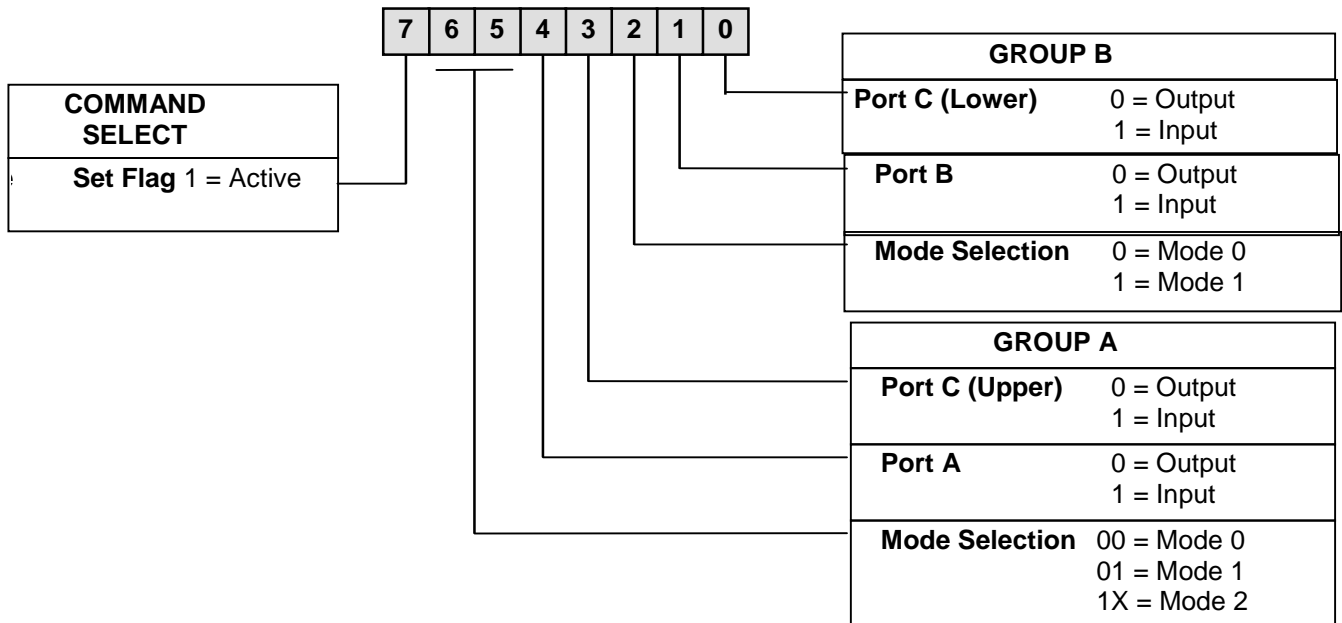 7 6 5 4 3 2 1 0
COMMAND
SELECT
Set Flag 1 = Active
GROUP B
Port C (Lower) 0 = Output
1 = Input
Port B 0 = Output
1 = Input
Mode Selection 0 = Mode 0
1 = Mode 1
GROUP A
Port C (Upper) 0 = Output
1 = Input
Port A 0 = Output
1 = Input
Mode Selection 00 = Mode 0
01 = Mode 1
1X = Mode 2